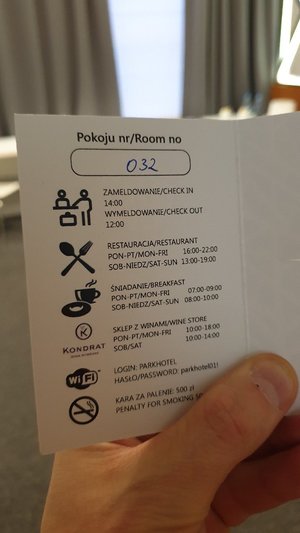 Pokoju nr/Room no
032
ZAMELDOWANIE/CHECK IN
14:00
WYMELDOWANIE/CHECK OUT
12:00
RESTAURACJA/RESTAURANT
PON-PT/MON-FRI 16:00-22:00
SOB-NIEDZ/SAT-SUN 13:00-19:00
ŚNIADANIE/BREAKFAST
PON-PT/MON-FRI 07:00-09:00
SOB-NIEDZ/SAT-SUN 08:00-10:00
K
KONDRAT
SKLEP Z WINAMI/WINE STORE
PON-PT/MON-FRI 10:00-18:00
SOB/SAT 10:00-14:00
WiFi
LOGIN: PARKHOTEL
HASŁO/PASSWORD: parkhotel01!
KARA ZA PALENIE: 500 zł
PENALTY FOR SMOKING